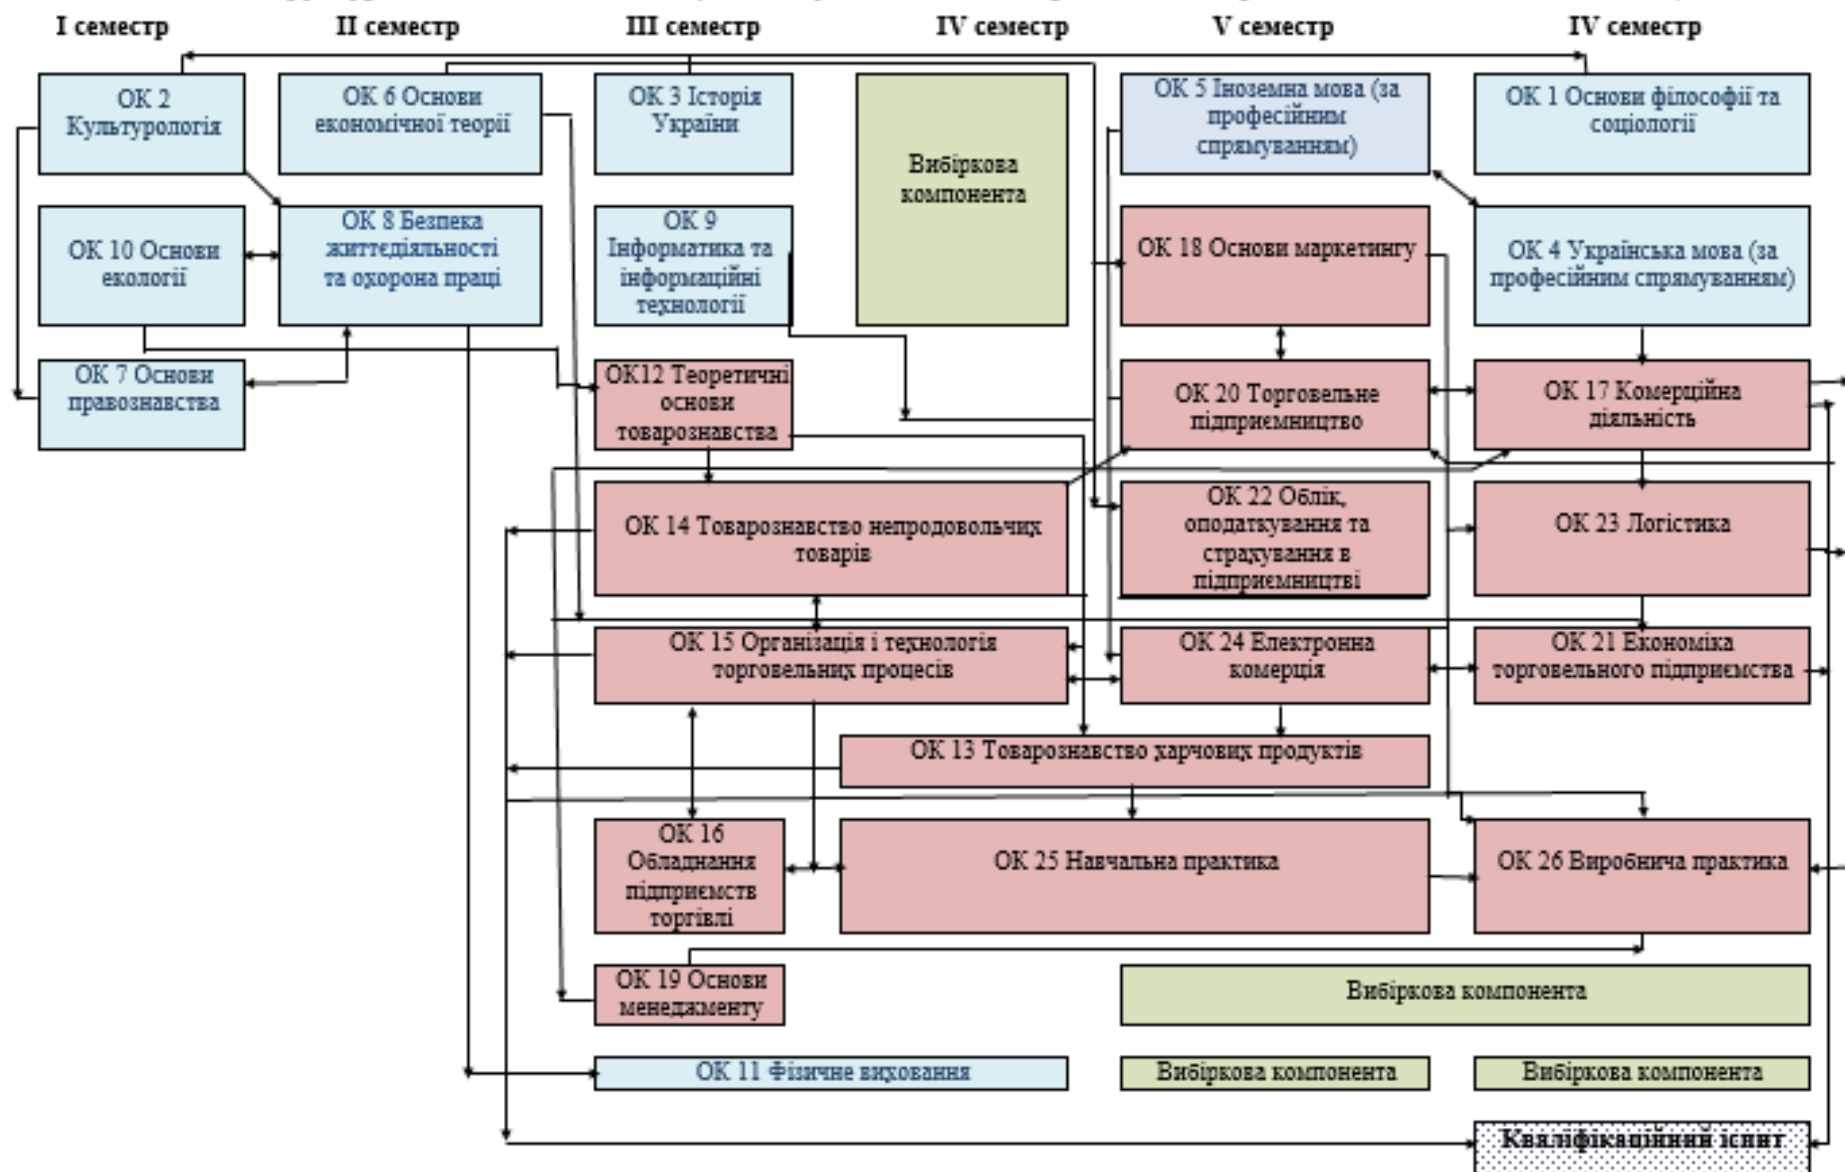 I семестр
II семестр
III семестр
IV семестр
V семестр
IV семестр
ОК 2
Культурологія
ОК 6 Основи
економічної теорії
ОК 3 Історія
України
Вибіркова
компонента
ОК 5 Іноземна мова (за
професійним
спрямуванням)
ОК 1 Основи філософії та
соціології
ОК 10 Основи
екології
ОК 8 Безпека
життєдіяльності
та охорона праці
ОК 9
Інформатика та
інформаційні
технології
ОК 18 Основи маркетингу
ОК 4 Українська мова (за
професійним спрямуванням)
ОК 7 Основи
правознавства
ОК12 Теоретичні
основи
товарознавства
ОК 20 Торговельне
підприємництво
ОК 17 Комерційна
діяльність
ОК 14 Товарознавство непродовольчих
товарів
ОК 22 Облік,
оподаткування та
страхування в
підприємництві
ОК 23 Логістика
ОК 15 Організація і технологія
торговельних процесів
ОК 24 Електронна
комерція
ОК 21 Економіка
торговельного підприємства
ОК 13 Товарознавство харчових продуктів
ОК 16
Обладнання
підприємств
торгівлі
ОК 25 Навчальна практика
ОК 26 Виробнича практика
ОК 19 Основи
менеджменту
Вибіркова компонента
ОК 11 Фізичне виховання
Вибіркова компонента
Вибіркова компонента
Кваліфікаційний іспит